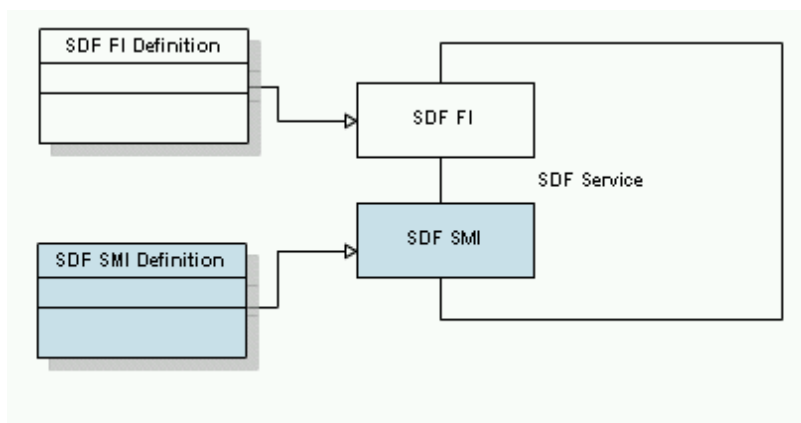 SDF FI Definition
SDF FI
SDF Service
SDF SMI
SDF SMI Definition